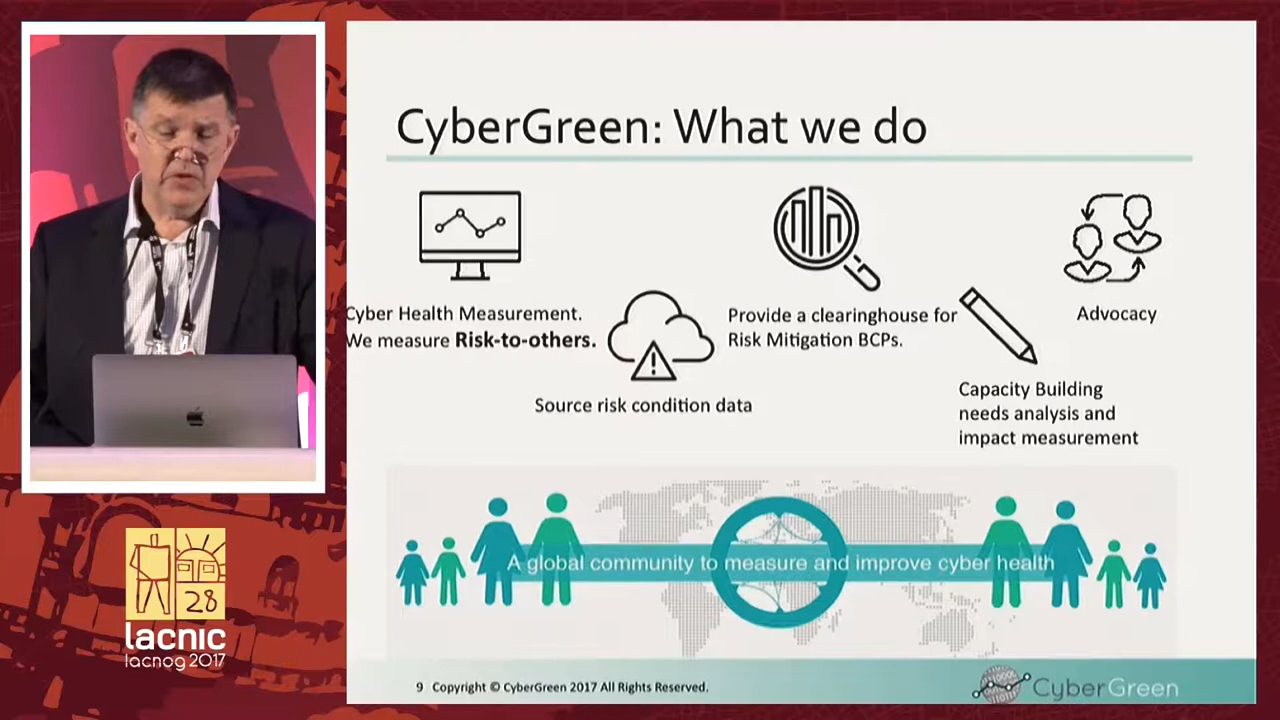 CyberGreen: What we do
Cyber Health Measurement.
We measure Risk-to-others.
Source risk condition data
Provide a clearinghouse for
Risk Mitigation BCPs.
Capacity Building
needs analysis and
impact measurement
Advocacy
A global community to measure and improve cyber health
9 Copyright © CyberGreen 2017 All Rights Reserved.
CyberGreen
28
lacnic
lacnog 2017